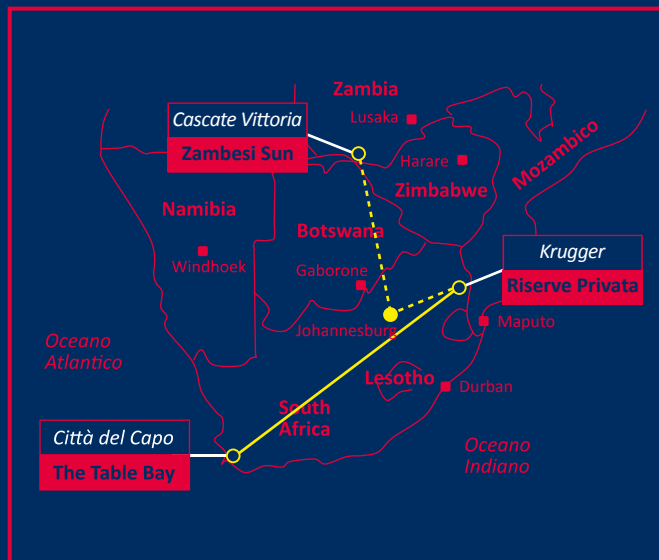 Zambia
Lusaka
Cascate Vittoria
Zambesi Sun
Harare
Mozambico
Zimbabwe
Namibia
Botswana
Windhoek
Gaborone
Krugger
Riserve Privata
Johannesburg
Maputo
Oceano
Atlantico
Lesotho
Durban
South
Africa
Città del Capo
The Table Bay
Oceano
Indiano